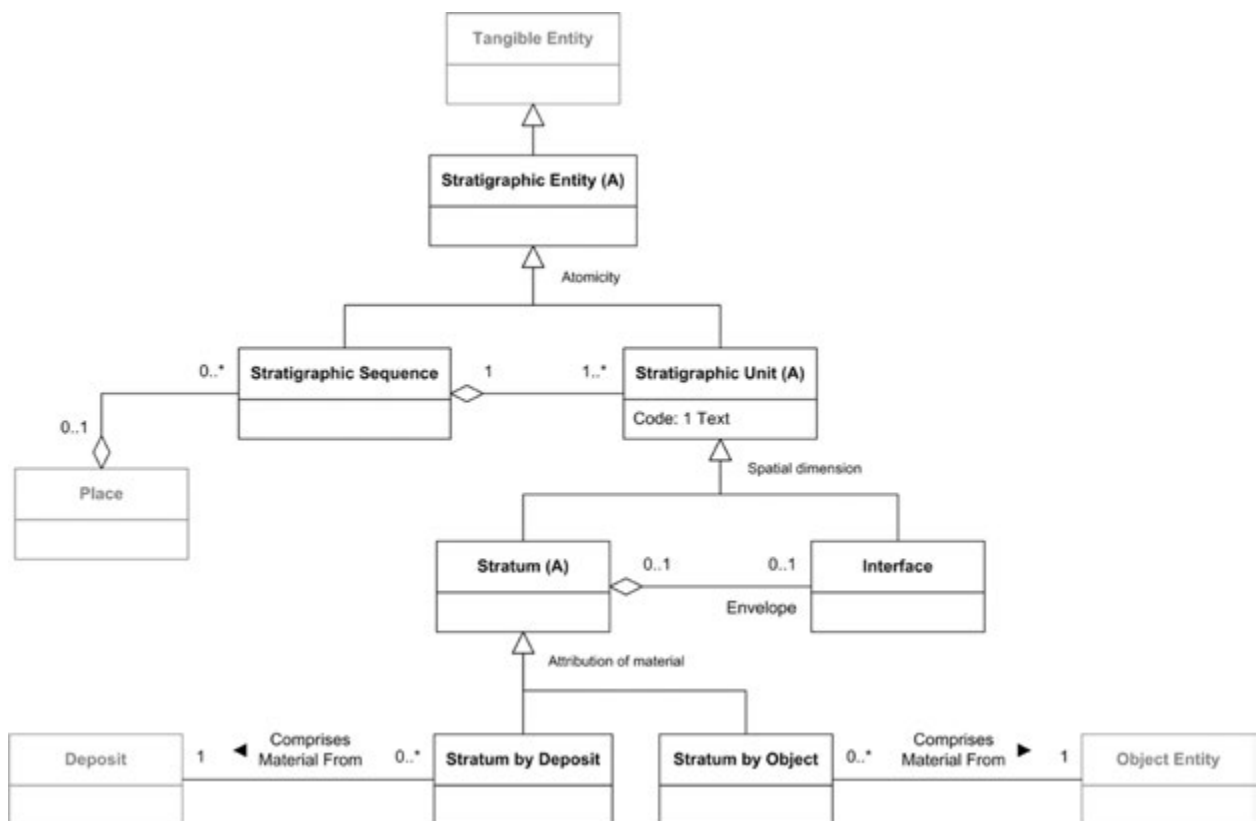 Tangible Entity
Stratigraphic Entity (A)
Atomicity
0..*
Stratigraphic Sequence
1
1..*
Stratigraphic Unit (A)
Code: 1 Text
0..1
Place
Spatial dimension
Stratum (A)
0..1
0..1
Interface
Envelope
Attribution of material
Deposit
1
Comprises
Material From
0..*
Stratum by Deposit
Stratum by Object
0..*
Comprises
Material From
1
Object Entity